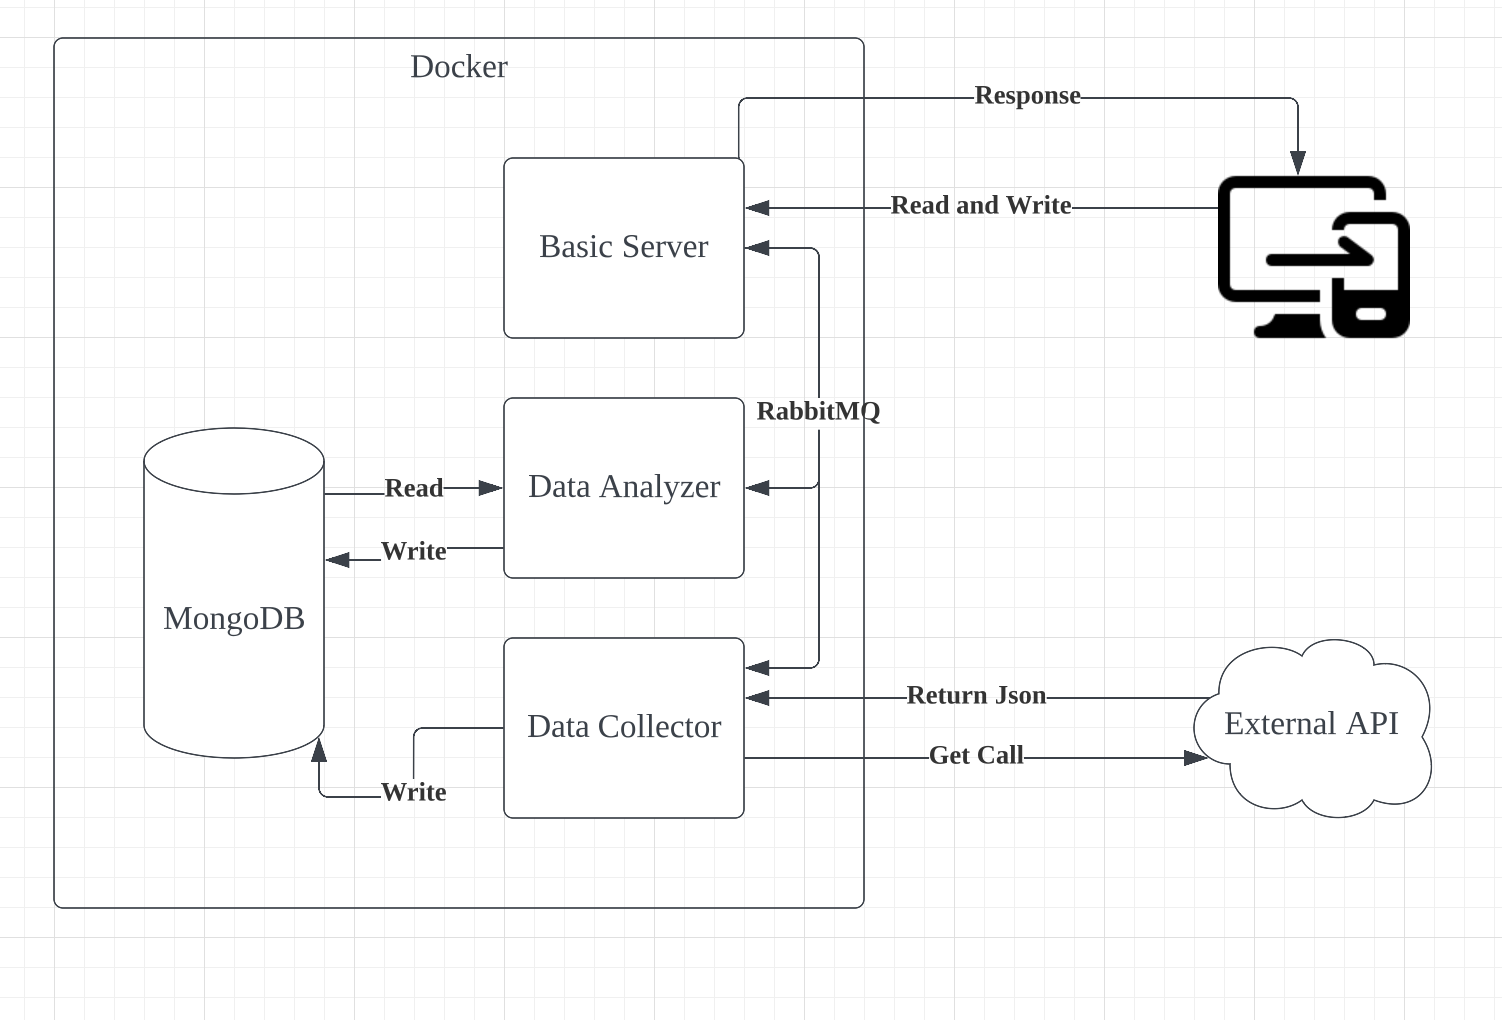 Docker
Response
Read and Write
Basic Server
RabbitMQ
Read
Data Analyzer
Write
MongoDB
Return Json
External API
Data Collector
Get Call
Write